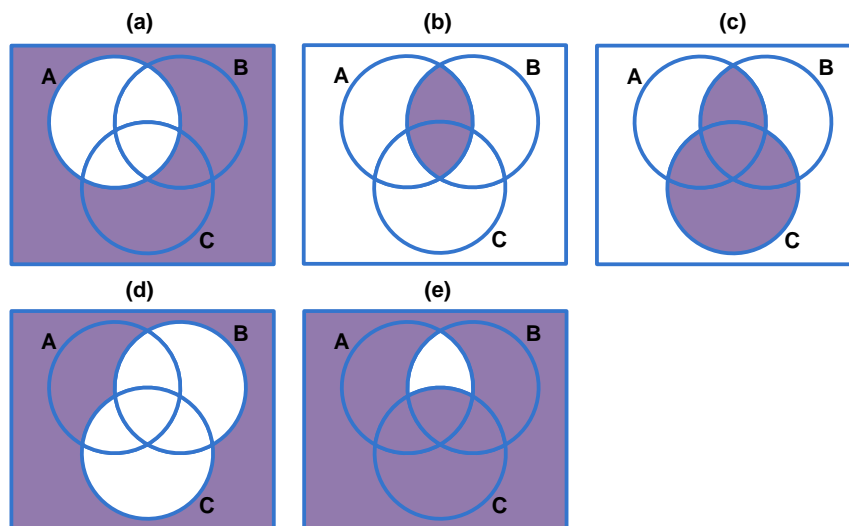 (a) (b) (c)
A B A B A B
C C C
(d) (e)
A B A B
C C